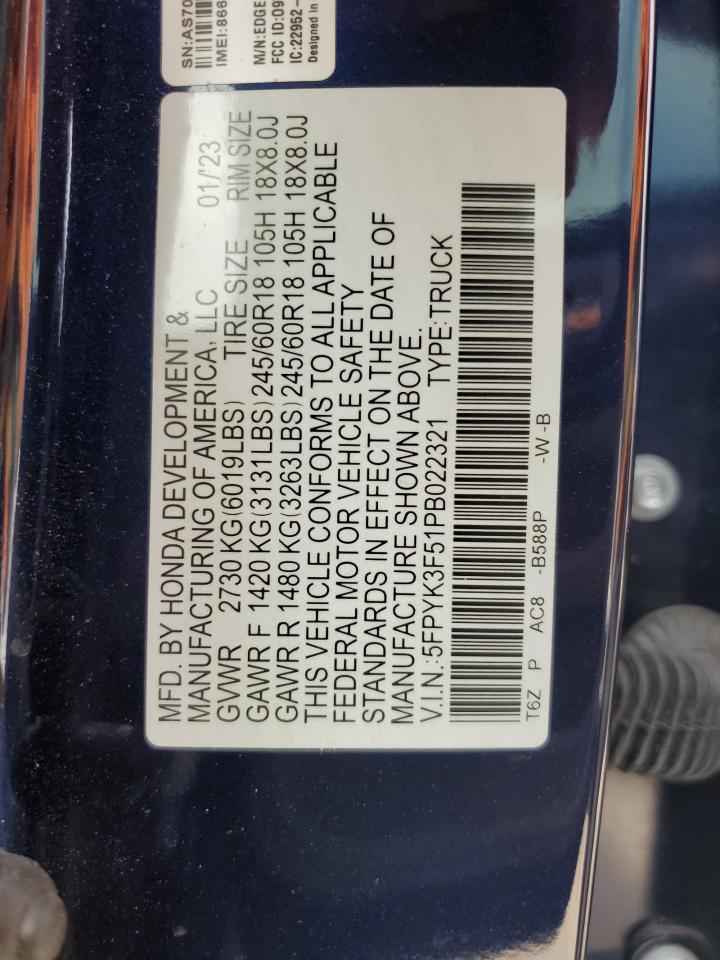 SN:AS70
IMEI:866
M/N:EDGE
FCC ID:09
IC:22952-
Designed in
MFD. BY HONDA DEVELOPMENT &
MANUFACTURING OF AMERICA, LLC 01/'23
GVWR 2730 KG(6019LBS) TIRE SIZE RIM SIZE
GAWR F 1420 KG(3131LBS) 245/60R18 105H 18X8.0J
GAWR R 1480 KG(3263LBS) 245/60R18 105H 18X8.0J
THIS VEHICLE CONFORMS TO ALL APPLICABLE
FEDERAL MOTOR VEHICLE SAFETY
STANDARDS IN EFFECT ON THE DATE OF
MANUFACTURE SHOWN ABOVE.
V.I.N.:5FPYK3F51PB022321 TYPE:TRUCK
T6Z P AC8 -B588P -W -B